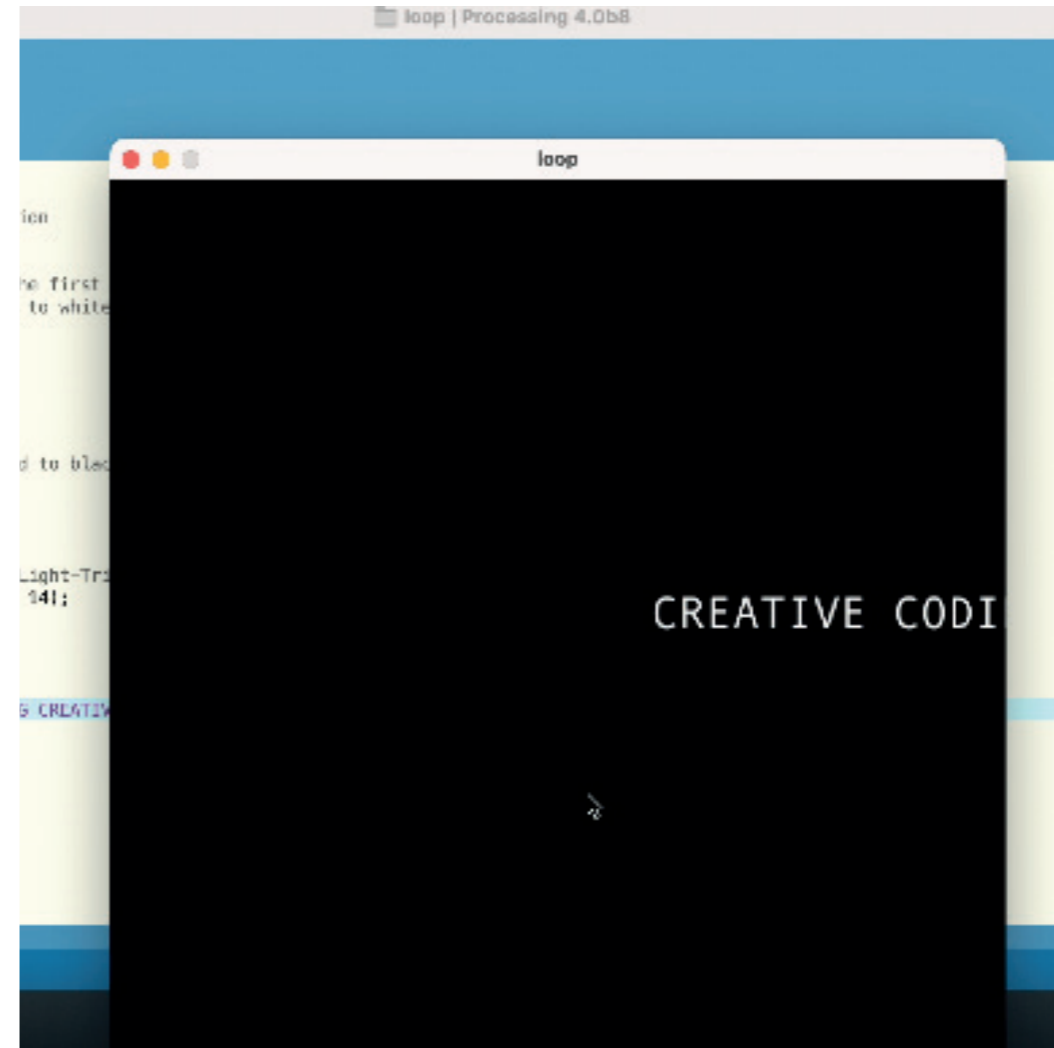 loop | Processing 4.0b8
loop
ion
he first
to white
d to blac
Light-Tri
14);
G CREATIV
CREATIVE CODI